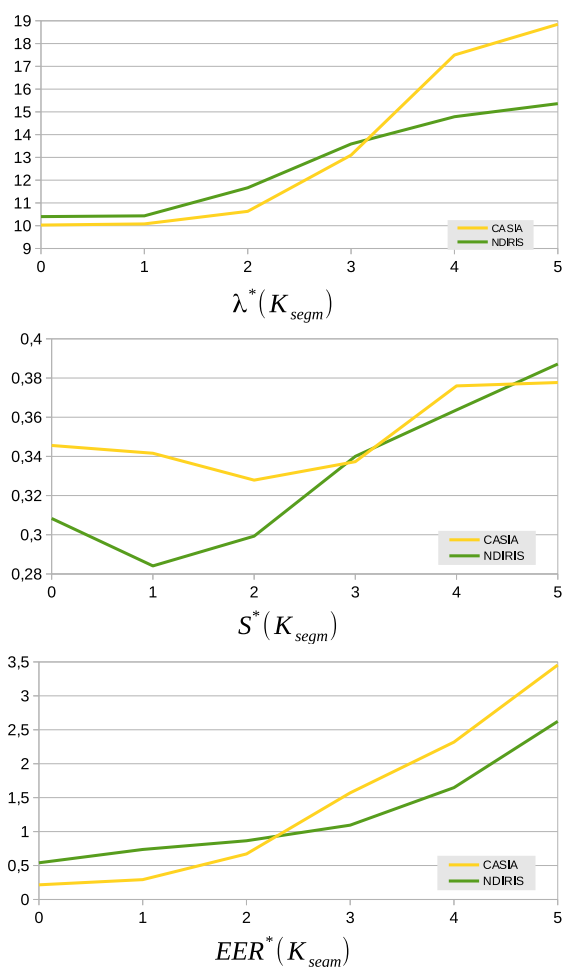 19
18
17
16
15
14
13
12
11
10
9
CASIA
NDIRIS
0 1 2 3 4 5
λ*(K segm)
0,4
0,38
0,36
0,34
0,32
0,3
0,28
CASIA
NDIRIS
0 1 2 3 4 5
S*(K segm)
3,5
3
2,5
2
1,5
1
0,5
0
CASIA
NDIRIS
0 1 2 3 4 5
EER*(K segm)